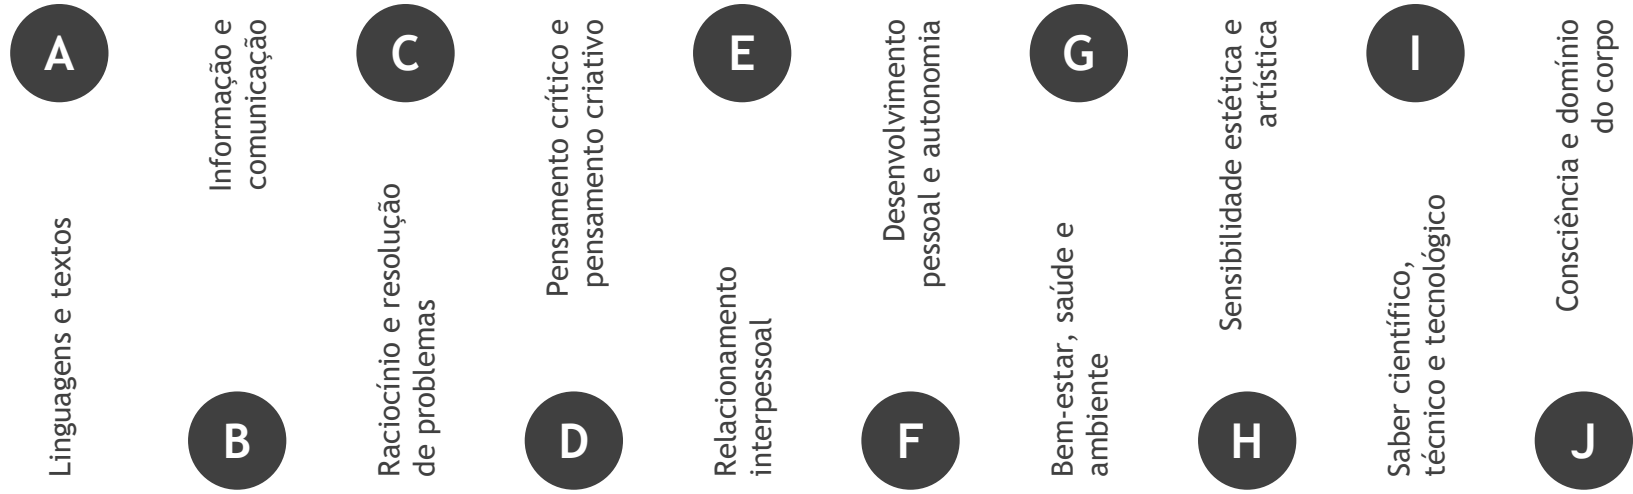 A
Linguagens e textos
Informação e
comunicação
B
C
Raciocínio e resolução
de problemas
Pensamento crítico e
pensamento criativo
D
E
Relacionamento
interpessoal
Desenvolvimento
pessoal e autonomia
F
G
Bem-estar, saúde e
ambiente
Sensibilidade estética e
artística
H
I
Saber científico,
técnico e tecnológico
Consciência e domínio
do corpo
J